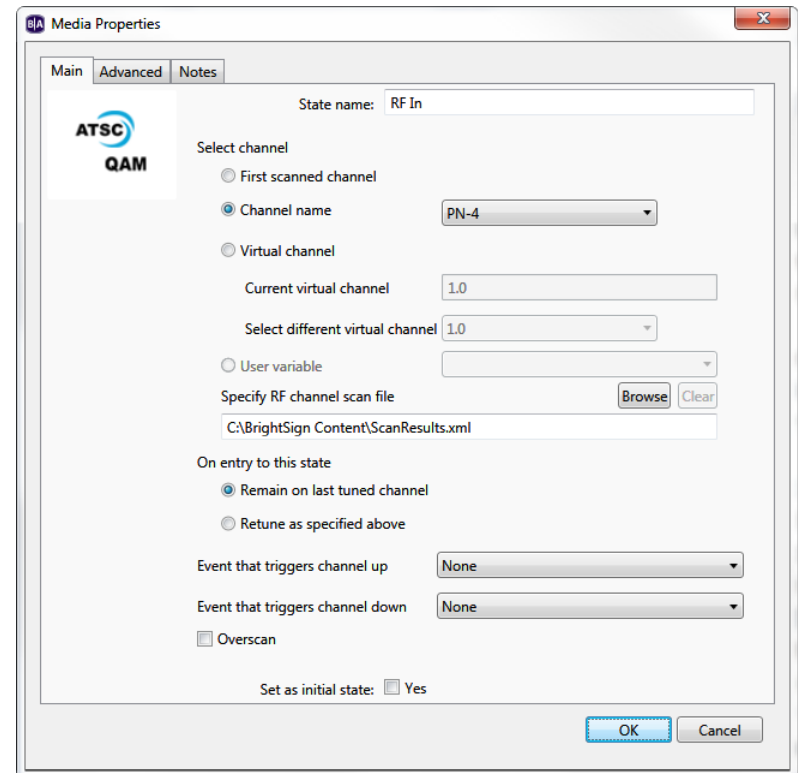 BA Media Properties
Main Advanced Notes
ATSC
QAM
State name: RF In
Select channel
First scanned channel
Channel name PN-4
Virtual channel
Current virtual channel 1.0
Select different virtual channel 1.0
User variable
Specify RF channel scan file Browse Clear
C:\BrightSign Content\ScanResults.xml
On entry to this state
Remain on last tuned channel
Retune as specified above
Event that triggers channel up None
Event that triggers channel down None
Overscan
Set as initial state: Yes
OK Cancel